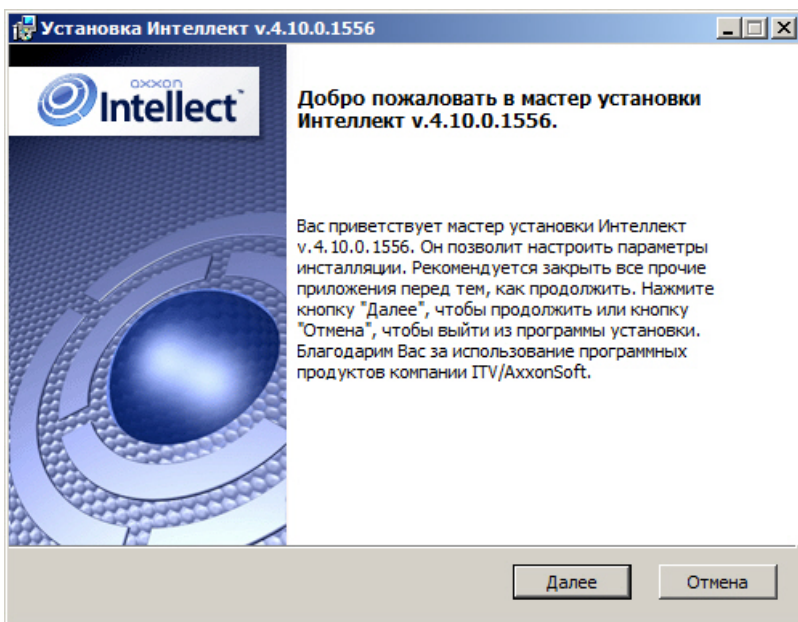 Установка Интеллект v.4.10.0.1556
axxon
Intellect
Добро пожаловать в мастер установки
Интеллект v.4.10.0.1556.
Вас приветствует мастер установки Интеллект
v.4.10.0.1556. Он позволит настроить параметры
инсталляции. Рекомендуется закрыть все прочие
приложения перед тем, как продолжить. Нажмите
кнопку "Далее", чтобы продолжить или кнопку
"Отмена", чтобы выйти из программы установки.
Благодарим Вас за использование программных
продуктов компании ITV/AxxonSoft.
Далее
Отмена